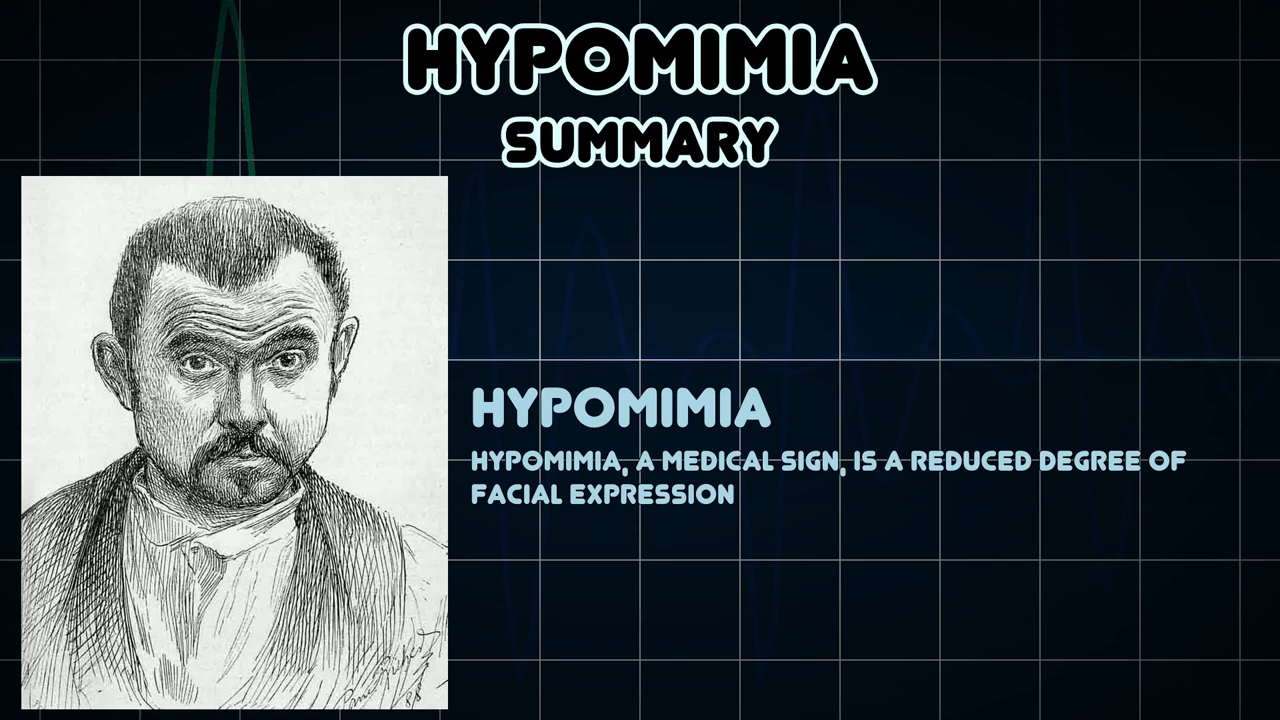 HYPOMIMIA
SUMMARY
HYPOMIMIA
HYPOMIMIA, A MEDICAL SIGN, IS A REDUCED DEGREE OF
FACIAL EXPRESSION